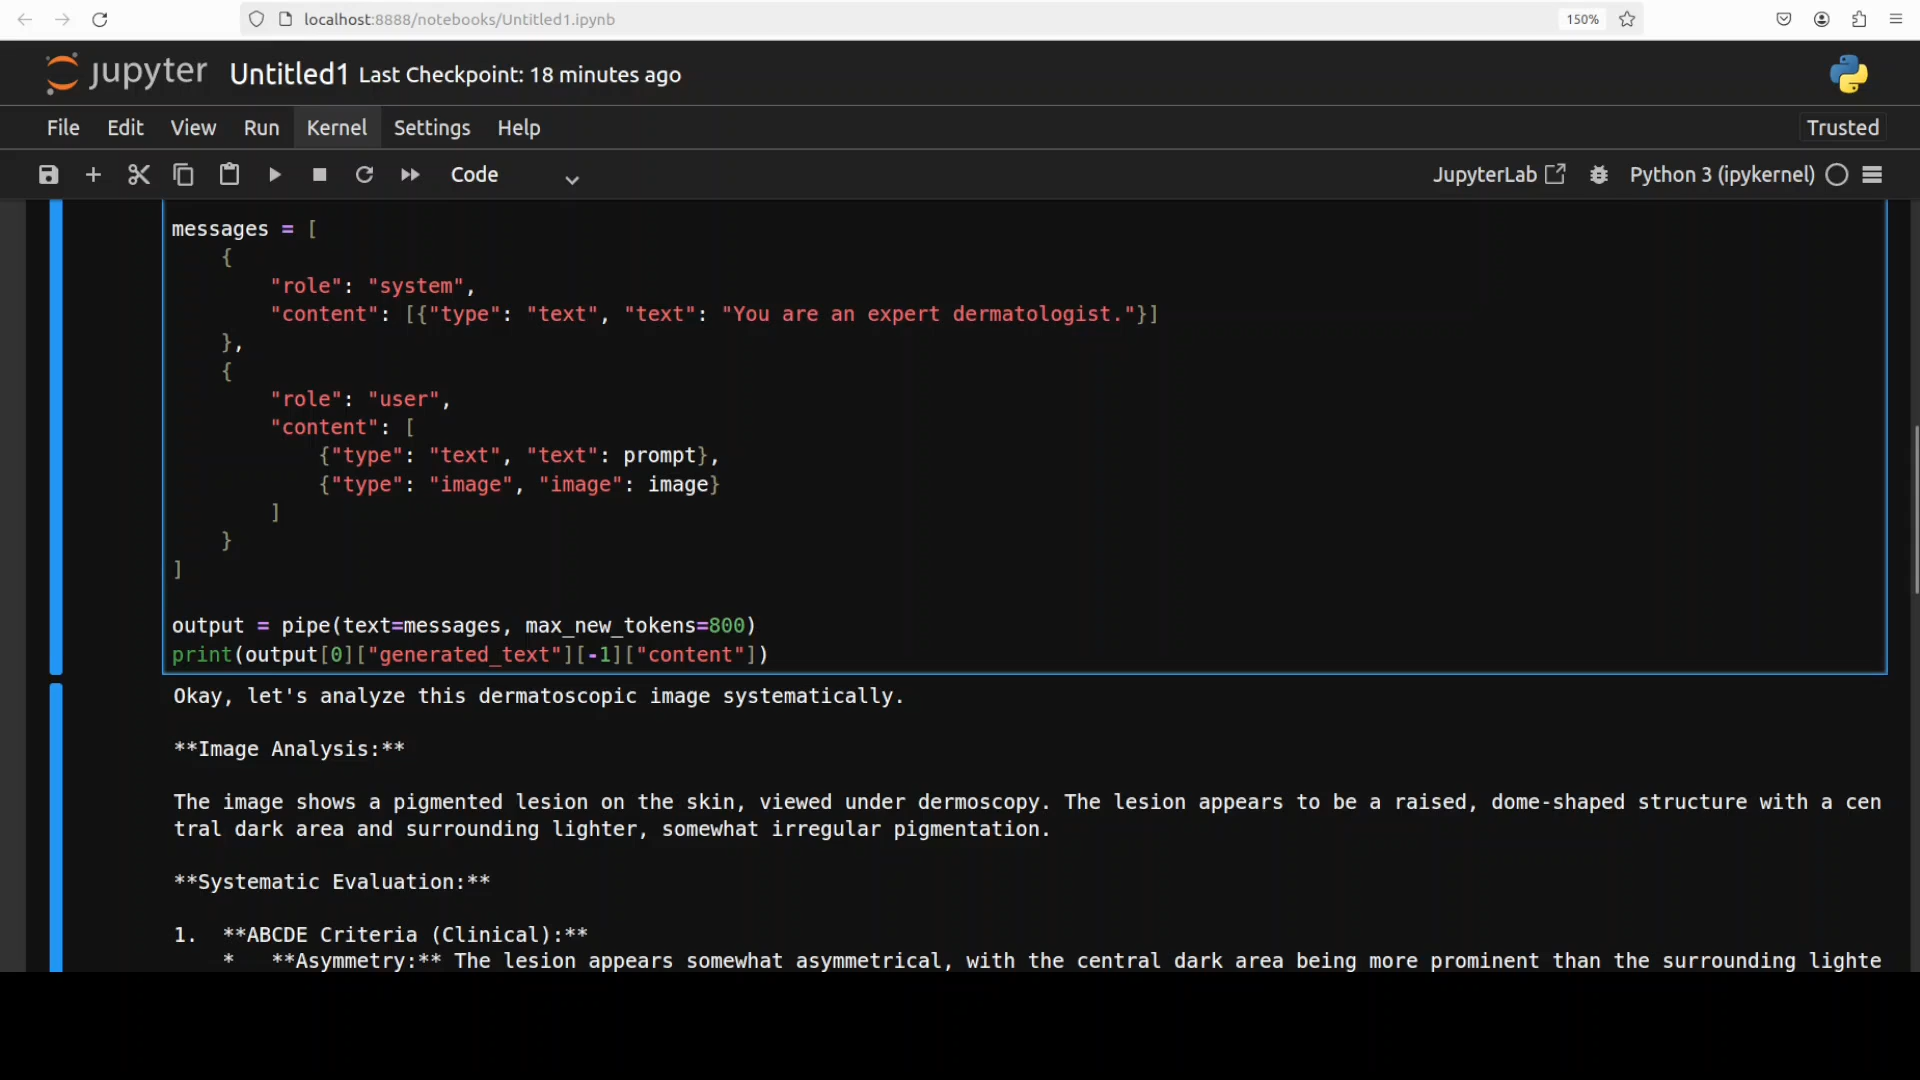 localhost:8888/notebooks/Untitled1.ipynb 150%
jupyter Untitled1 Last Checkpoint: 18 minutes ago
File Edit View Run Kernel Settings Help Trusted
Code JupyterLab Python 3 (ipykernel)
messages = [
    {
        "role": "system",
        "content": [{"type": "text", "text": "You are an expert dermatologist."}]
    },
    {
        "role": "user",
        "content": [
            {"type": "text", "text": prompt},
            {"type": "image", "image": image}
        ]
    }
]
output = pipe(text=messages, max_new_tokens=800)
print(output[0]["generated_text"][-1]["content"])
Okay, let's analyze this dermatoscopic image systematically.
**Image Analysis:**
The image shows a pigmented lesion on the skin, viewed under dermoscopy. The lesion appears to be a raised, dome-shaped structure with a cen
tral dark area and surrounding lighter, somewhat irregular pigmentation.
**Systematic Evaluation:**
1.  **ABCDE Criteria (Clinical):**
    *   **Asymmetry:** The lesion appears somewhat asymmetrical, with the central dark area being more prominent than the surrounding lighte